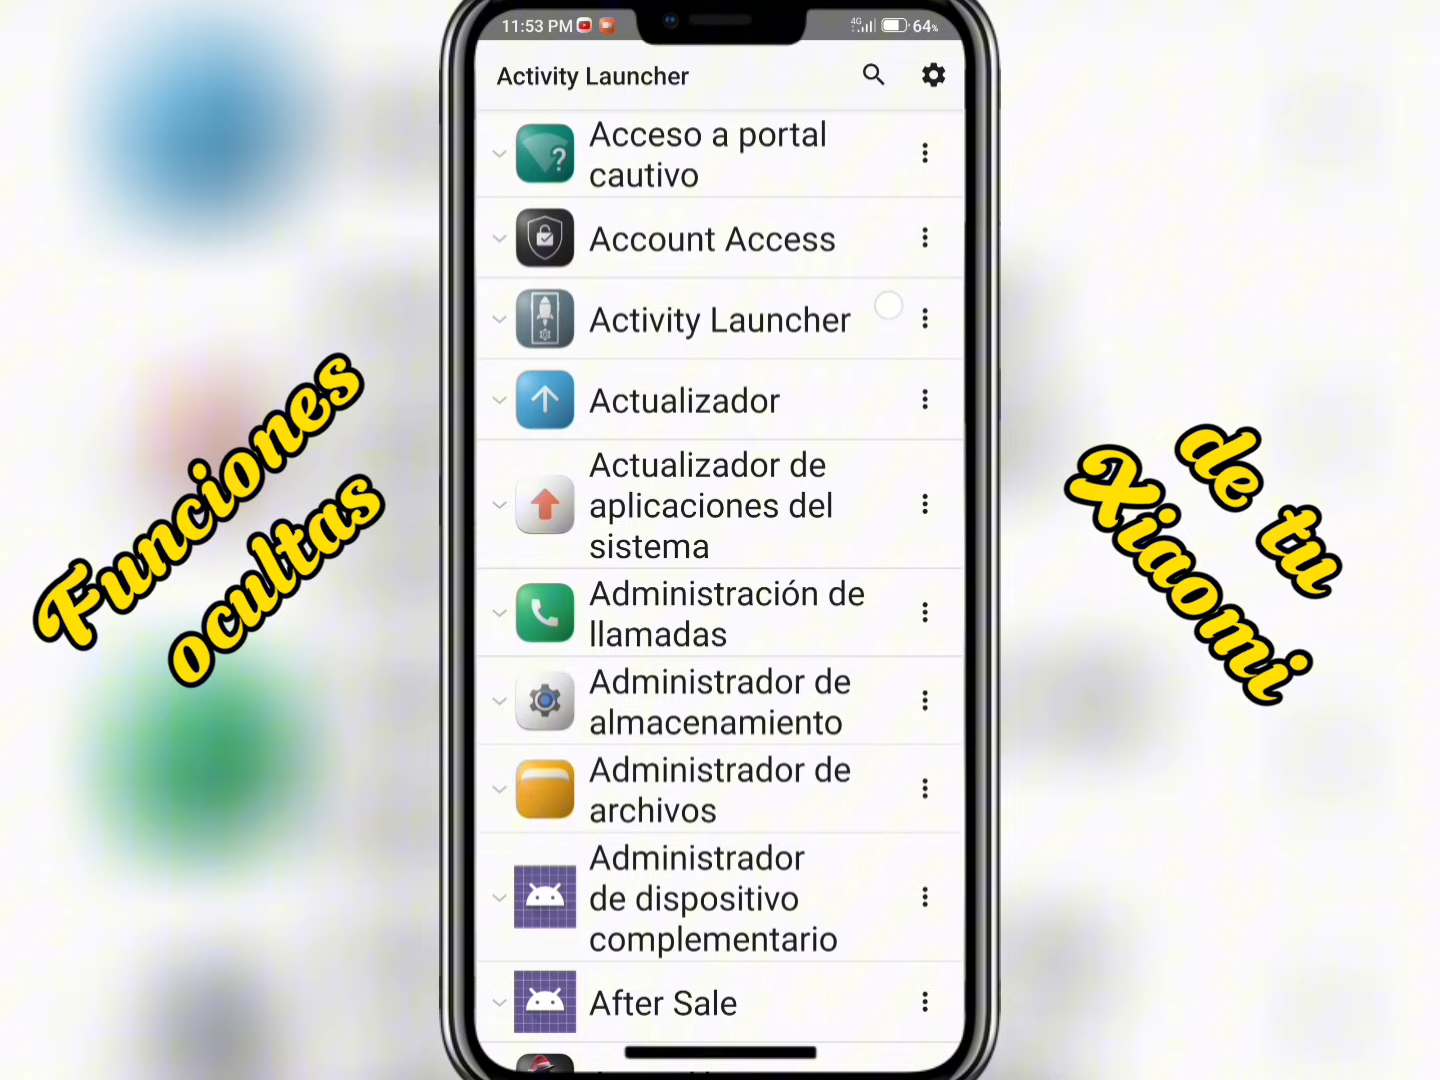 11:53 PM
4G
64%
Activity Launcher
Acceso a portal
cautivo
Account Access
Activity Launcher
Actualizador
Actualizador de
aplicaciones del
sistema
Administración de
llamadas
Administrador de
almacenamiento
Administrador de
archivos
Administrador
de dispositivo
complementario
After Sale
Funciones
ocultas
de tu
Xiaomi